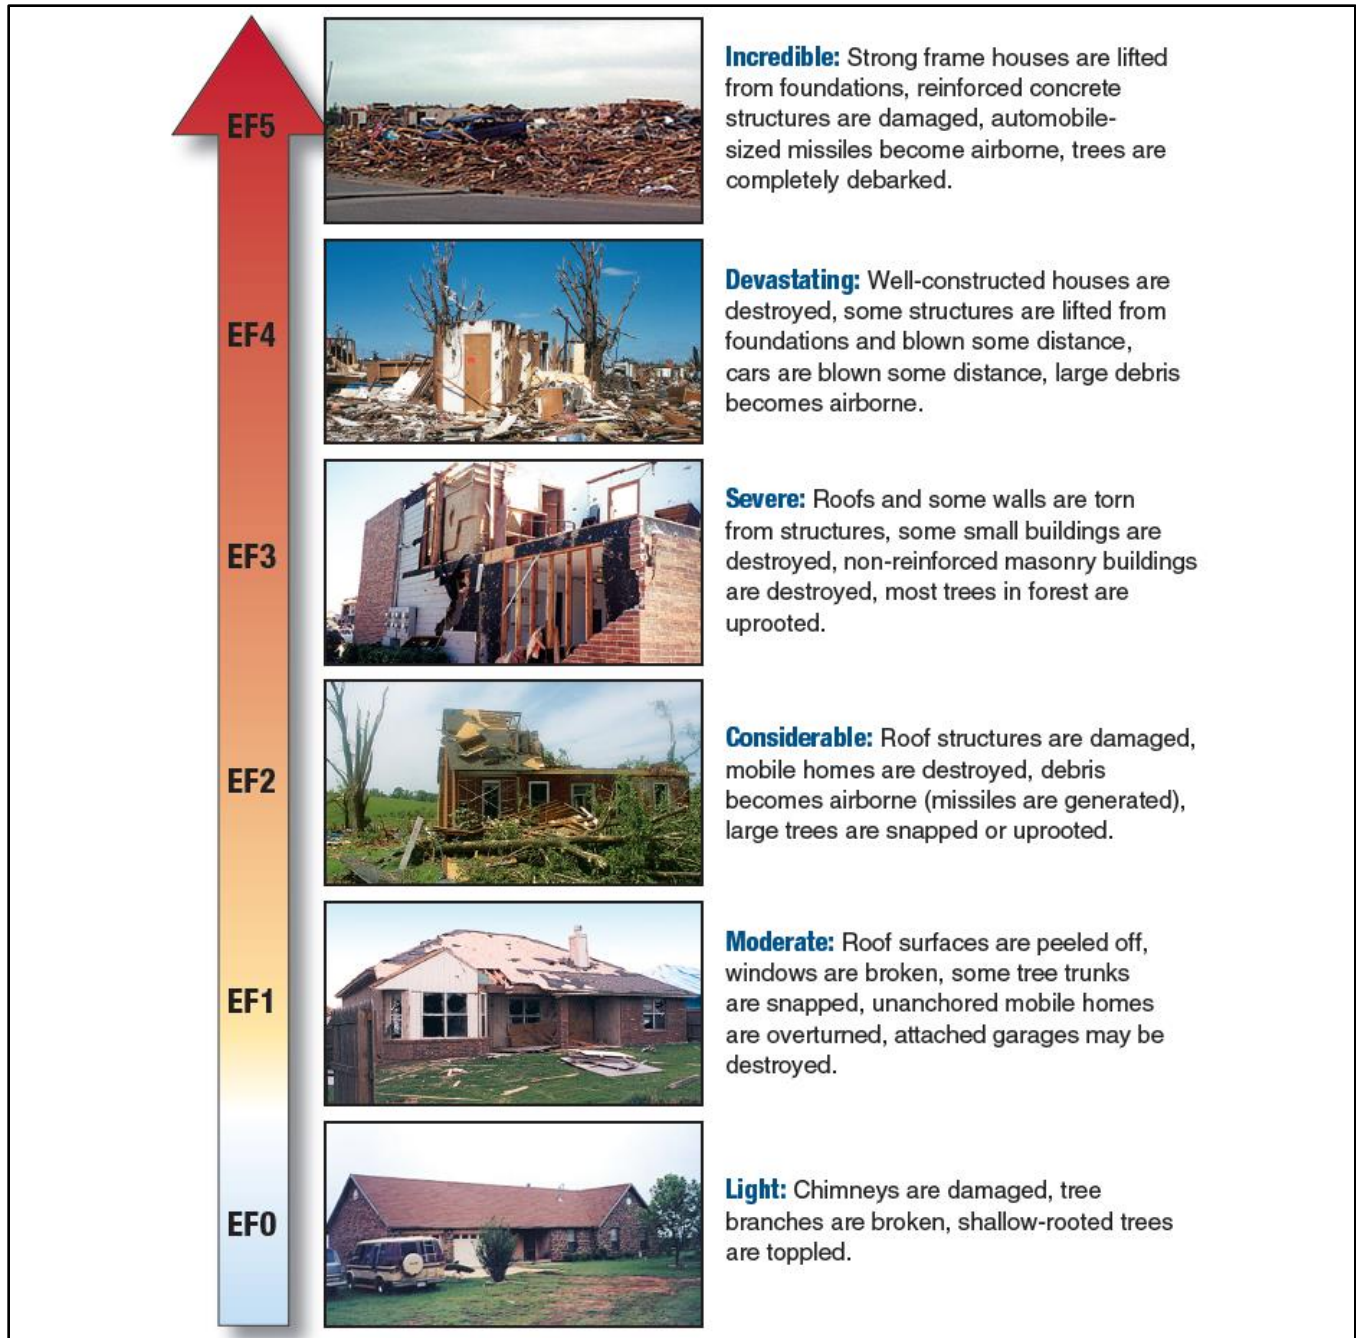 EF5
Incredible: Strong frame houses are lifted
from foundations, reinforced concrete
structures are damaged, automobile-
sized missiles become airborne, trees are
completely debarked.
EF4
Devastating: Well-constructed houses are
destroyed, some structures are lifted from
foundations and blown some distance,
cars are blown some distance, large debris
becomes airborne.
EF3
Severe: Roofs and some walls are torn
from structures, some small buildings are
destroyed, non-reinforced masonry buildings
are destroyed, most trees in forest are
uprooted.
EF2
Considerable: Roof structures are damaged,
mobile homes are destroyed, debris
becomes airborne (missiles are generated),
large trees are snapped or uprooted.
EF1
Moderate: Roof surfaces are peeled off,
windows are broken, some tree trunks
are snapped, unanchored mobile homes
are overturned, attached garages may be
destroyed.
EF0
Light: Chimneys are damaged, tree
branches are broken, shallow-rooted trees
are toppled.